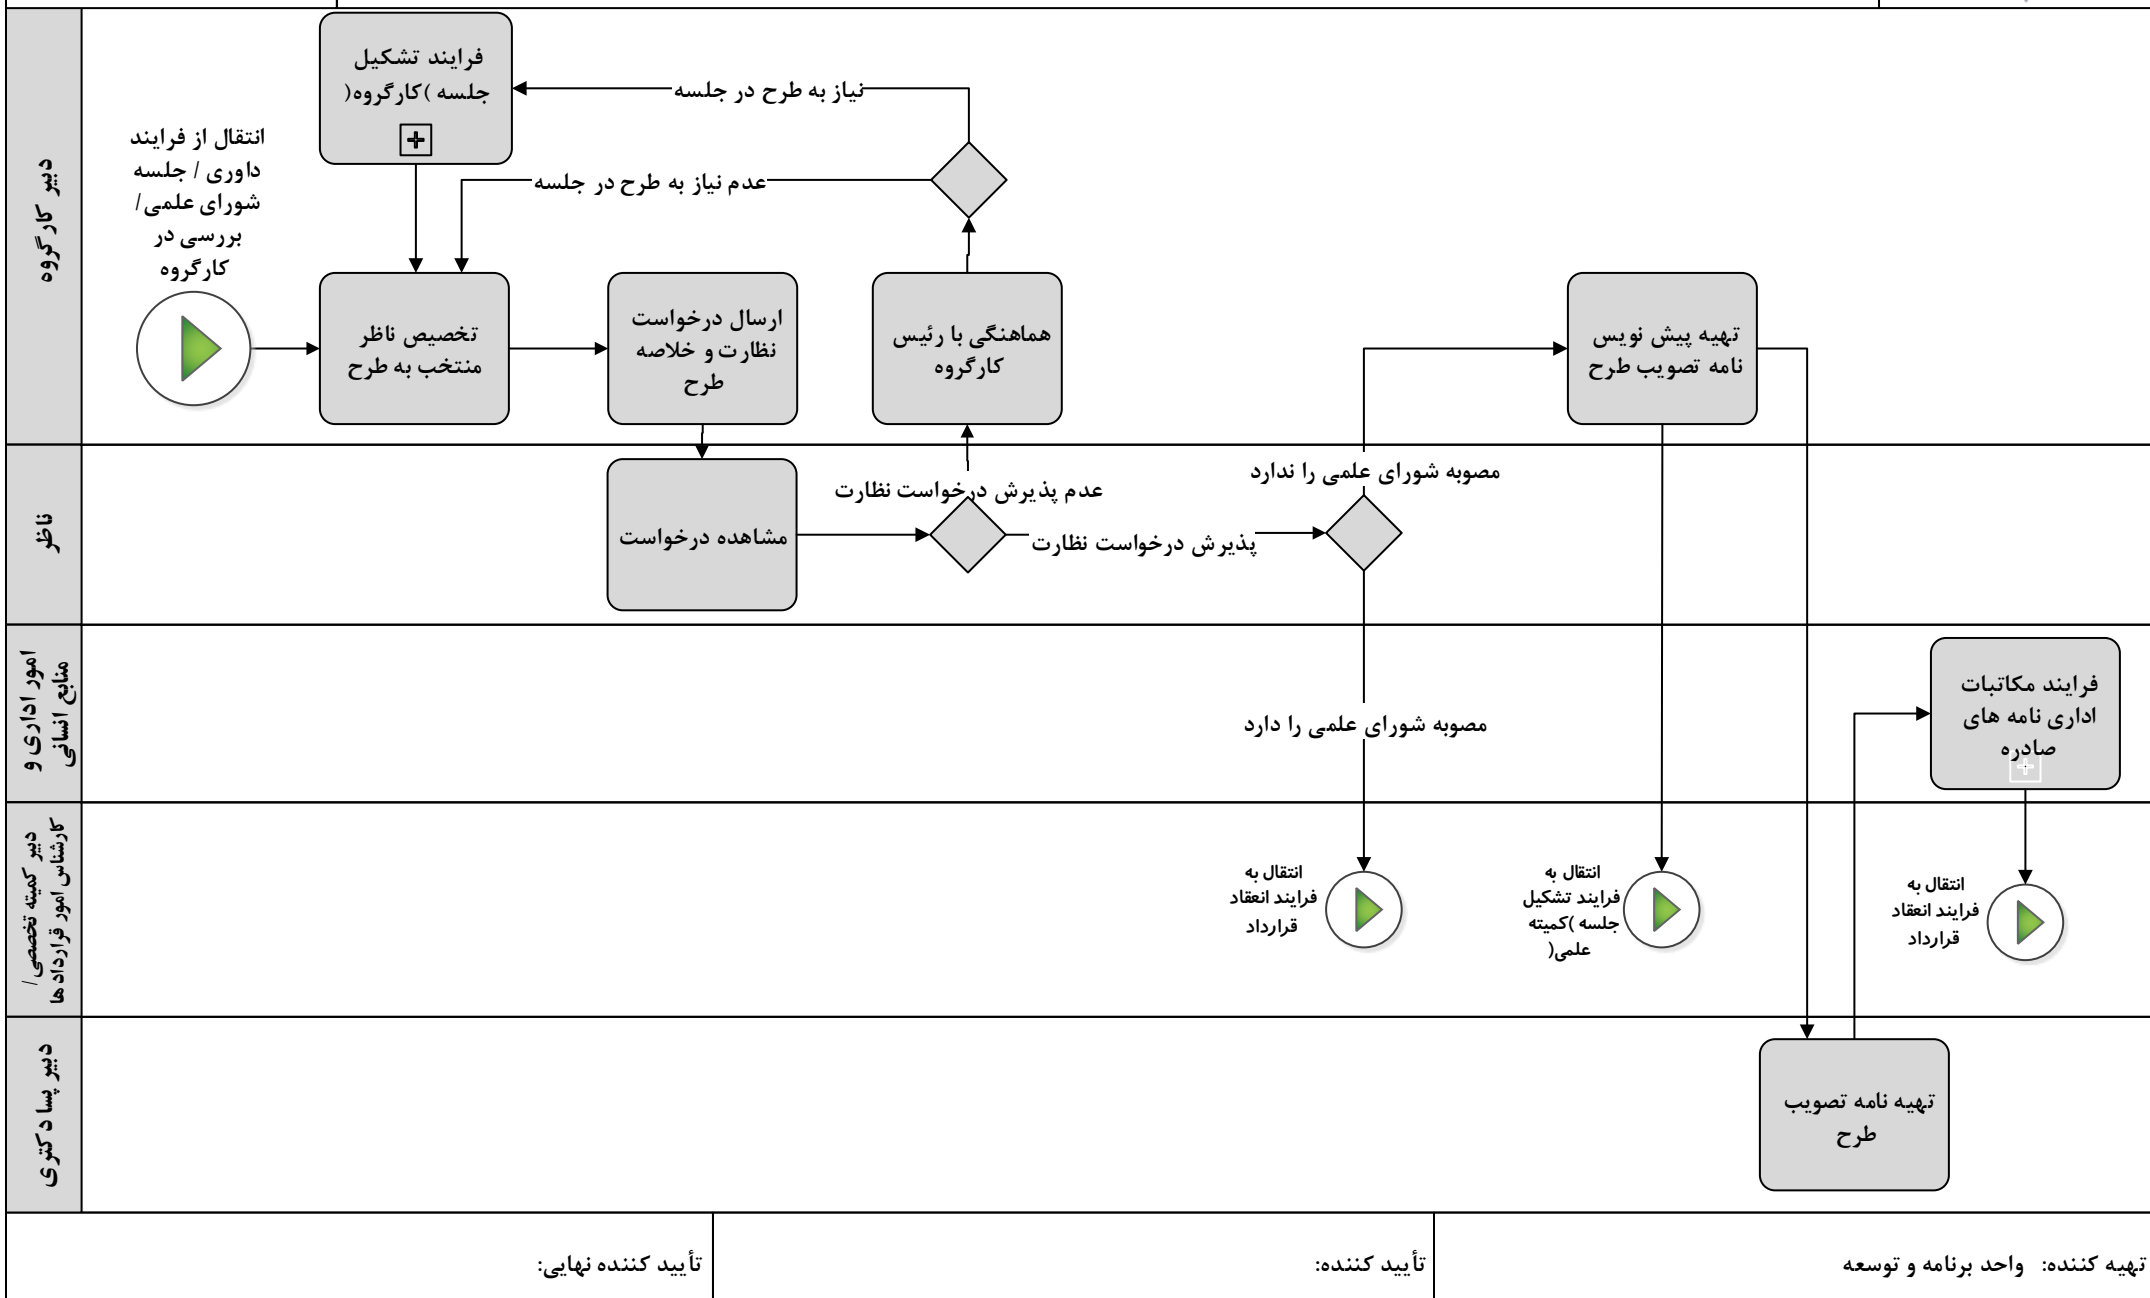 دبیر کارگروه
فرایند تشکیل
جلسه )کارگروه(
نیاز به طرح در جلسه
عدم نیاز به طرح در جلسه
انتقال از فرایند
داوری / جلسه
شورای علمی/
بررسی در
کارگروه
تخصیص ناظر
منتخب به طرح
ارسال درخواست
نظارت و خلاصه
طرح
هماهنگی با رئیس
کارگروه
تهیه پیش نویس
نامه تصویب طرح
ناظر
مشاهده درخواست
عدم پذیرش درخواست نظارت
پذیرش درخواست نظارت
مصوبه شورای علمی را ندارد
امور اداری و
منابع انسانی
مصوبه شورای علمی را دارد
فرایند مکاتبات
اداری نامه های
صادره
دبیر کمیته تخصصی/
کارشناس امور قراردادها
انتقال به
فرایند انعقاد
قرارداد
انتقال به
فرایند تشکیل
جلسه )کمیته
علمی(
انتقال به
فرایند انعقاد
قرارداد
دبیر پسا دکتری
تهیه نامه تصویب
طرح
تهیه کننده: واحد برنامه و توسعه
تأیید کننده:
تأیید کننده نهایی: